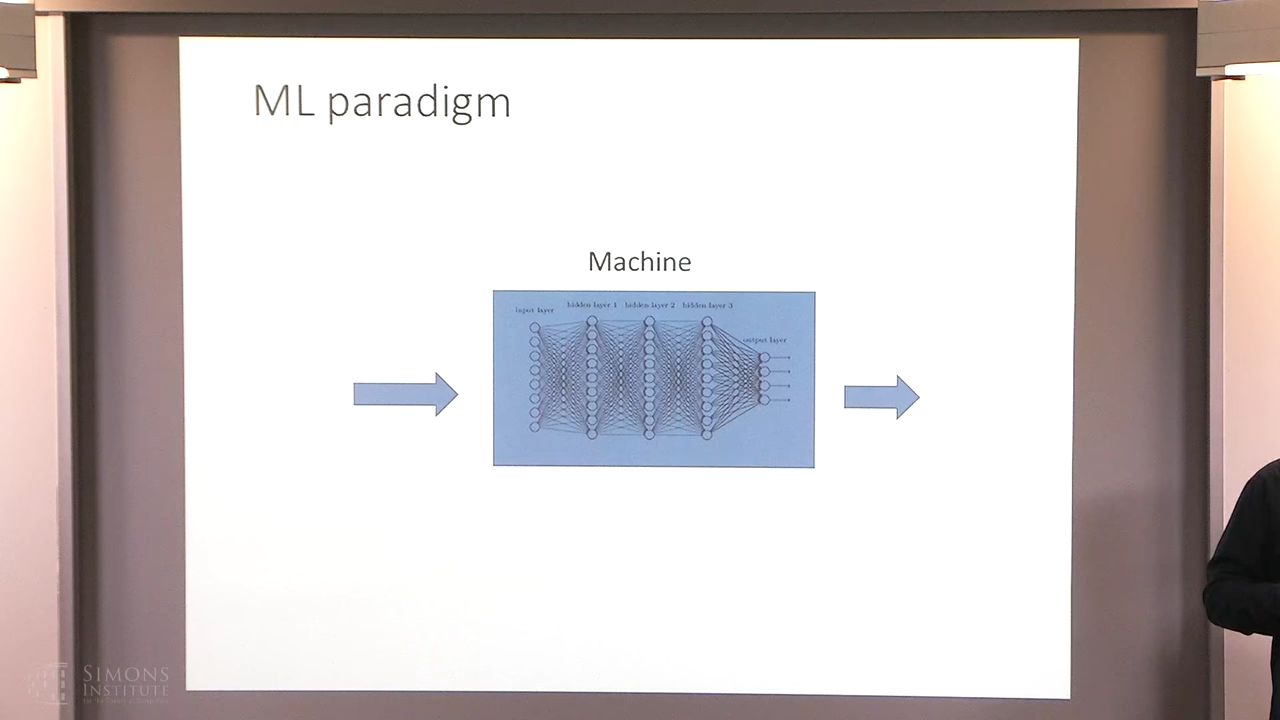 ML paradigm
Machine
hidden layer 1 hidden layer 2 hidden layer 3
input layer
output layer
SIMONS
INSTITUTE